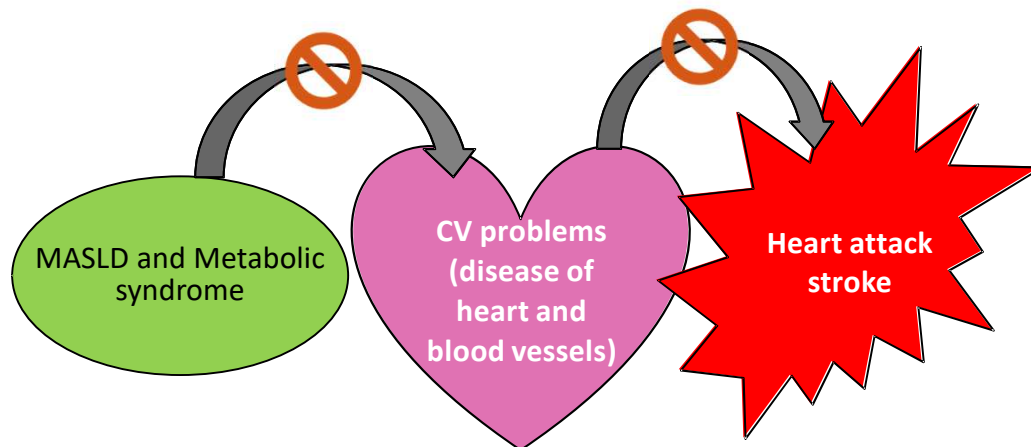 MASLD and Metabolic
syndrome
CV problems
(disease of
heart and
blood vessels)
Heart attack
stroke